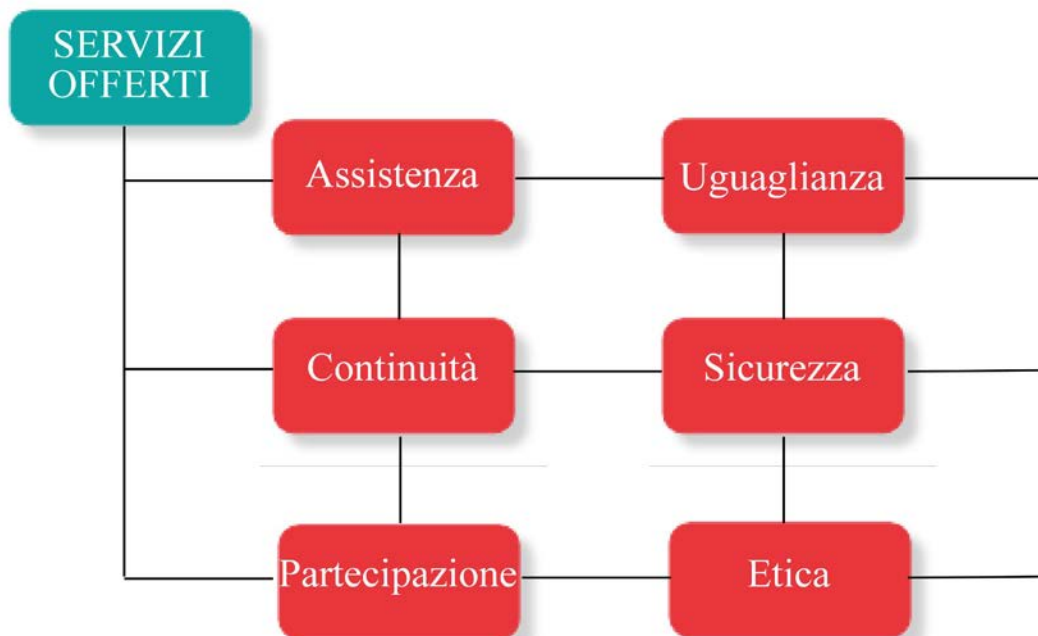 SERVIZI
OFFERTI
Assistenza
Uguaglianza
Continuità
Sicurezza
Partecipazione
Etica